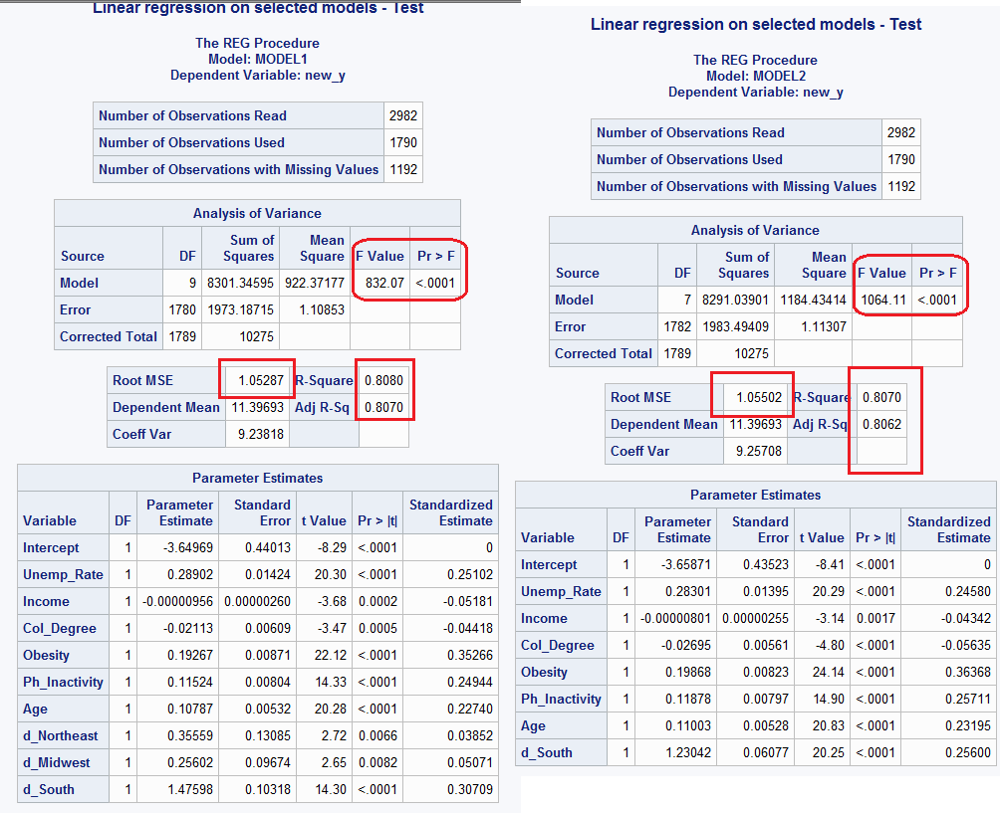 Linear regression on selected models - Test
The REG Procedure
Model: MODEL1
Dependent Variable: new_y
Number of Observations Read 2982
Number of Observations Used 1790
Number of Observations with Missing Values 1192
Analysis of Variance
Source DF Sum of Squares Mean Square F Value Pr > F
Model 9 8301.34595 922.37177 832.07 <.0001
Error 1780 1973.18715 1.10853
Corrected Total 1789 10275
Root MSE 1.05287 R-Square 0.8080
Dependent Mean 11.39693 Adj R-Sq 0.8070
Coeff Var 9.23818
Parameter Estimates
Variable DF Parameter Estimate Standard Error t Value Pr > |t| Standardized Estimate
Intercept 1 -3.64969 0.44013 -8.29 <.0001 0
Unemp_Rate 1 0.28902 0.01424 20.30 <.0001 0.25102
Income 1 -0.00000956 0.00000260 -3.68 0.0002 -0.05181
Col_Degree 1 -0.02113 0.00609 -3.47 0.0005 -0.04418
Obesity 1 0.19267 0.00871 22.12 <.0001 0.35266
Ph_Inactivity 1 0.11524 0.00804 14.33 <.0001 0.24944
Age 1 0.10787 0.00532 20.28 <.0001 0.22740
d_Northeast 1 0.35559 0.13085 2.72 0.0066 0.03852
d_Midwest 1 0.25602 0.09674 2.65 0.0082 0.05071
d_South 1 1.47598 0.10318 14.30 <.0001 0.30709
Linear regression on selected models - Test
The REG Procedure
Model: MODEL2
Dependent Variable: new_y
Number of Observations Read 2982
Number of Observations Used 1790
Number of Observations with Missing Values 1192
Analysis of Variance
Source DF Sum of Squares Mean Square F Value Pr > F
Model 7 8291.03901 1184.43414 1064.11 <.0001
Error 1782 1983.49409 1.11307
Corrected Total 1789 10275
Root MSE 1.05502 R-Square 0.8070
Dependent Mean 11.39693 Adj R-Sq 0.8062
Coeff Var 9.25708
Parameter Estimates
Variable DF Parameter Estimate Standard Error t Value Pr > |t| Standardized Estimate
Intercept 1 -3.65871 0.43523 -8.41 <.0001 0
Unemp_Rate 1 0.28301 0.01395 20.29 <.0001 0.24580
Income 1 -0.00000801 0.00000255 -3.14 0.0017 -0.04342
Col_Degree 1 -0.02695 0.00561 -4.80 <.0001 -0.05635
Obesity 1 0.19868 0.00823 24.14 <.0001 0.36368
Ph_Inactivity 1 0.11878 0.00797 14.90 <.0001 0.25711
Age 1 0.11003 0.00528 20.83 <.0001 0.23195
d_South 1 1.23042 0.06077 20.25 <.0001 0.25600